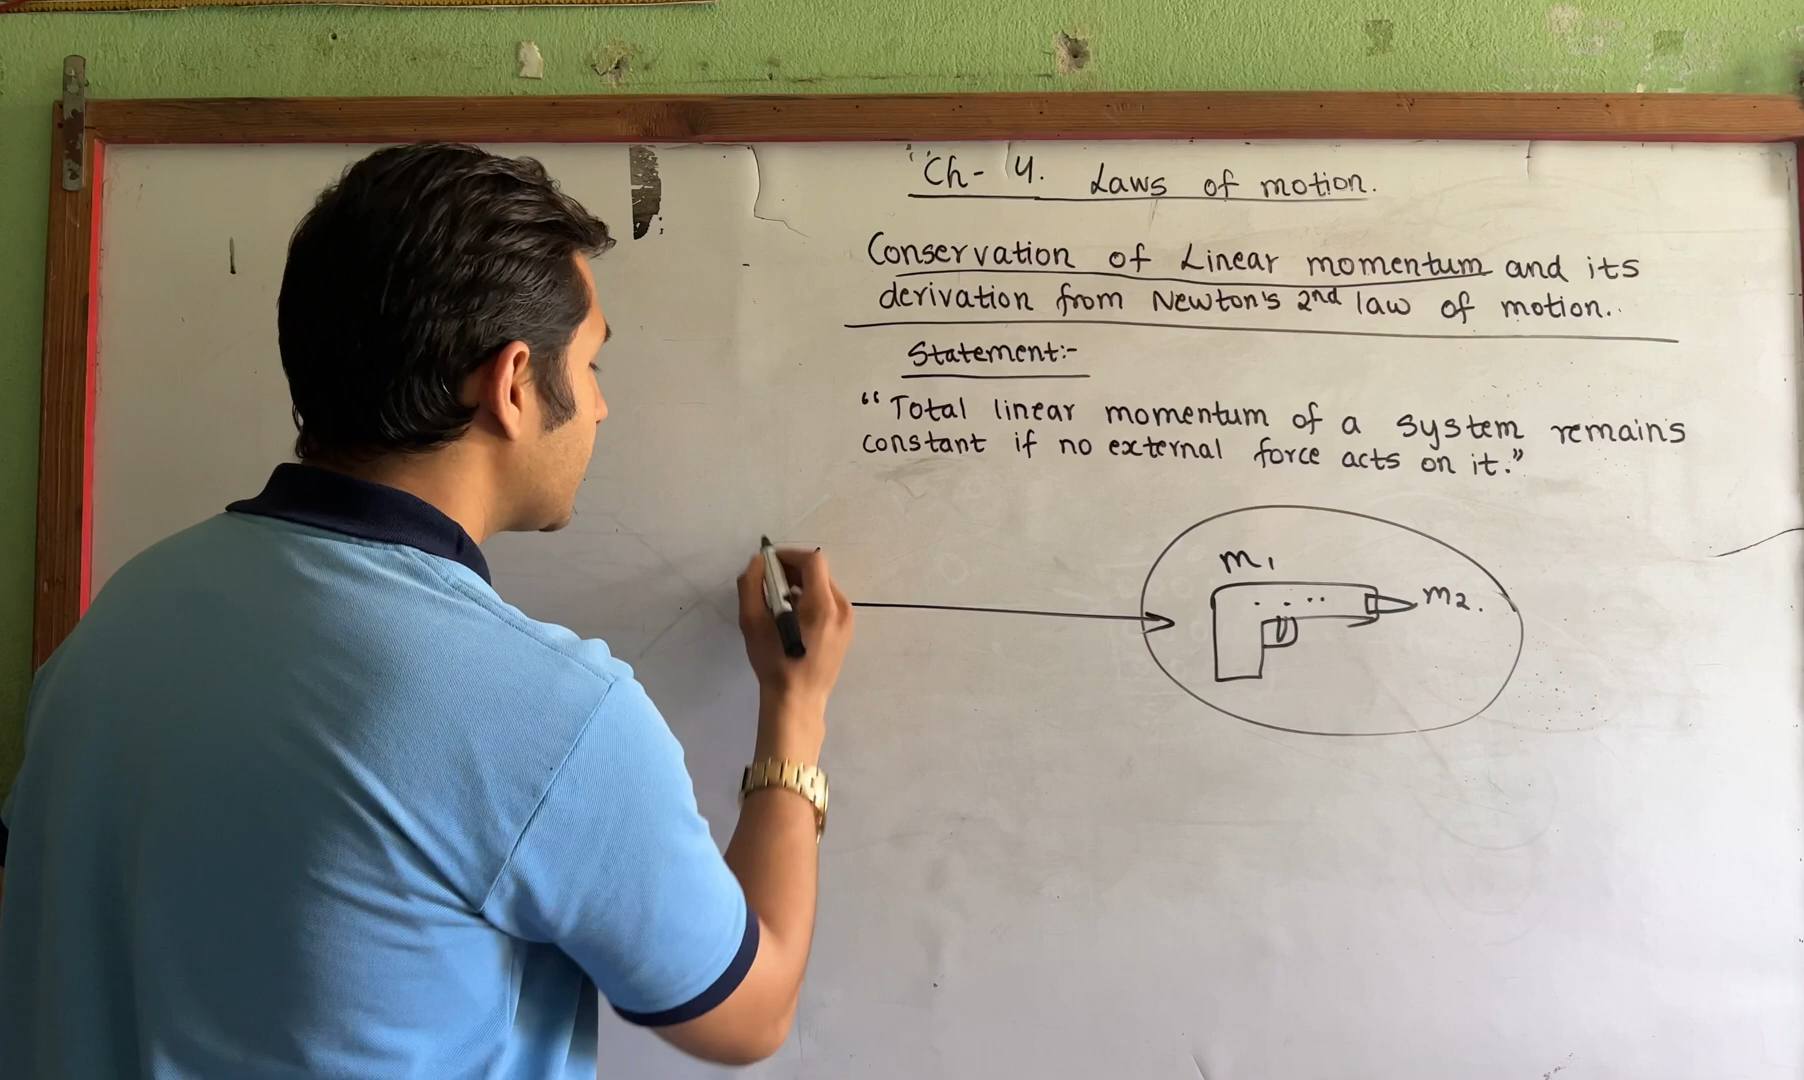 "Ch- 4. Laws of motion.
Conservation of Linear momentum and its
derivation from Newton's 2nd law of motion..
Statement:-
"Total linear momentum of a system remains
constant if no external force acts on it."
m1
m2.